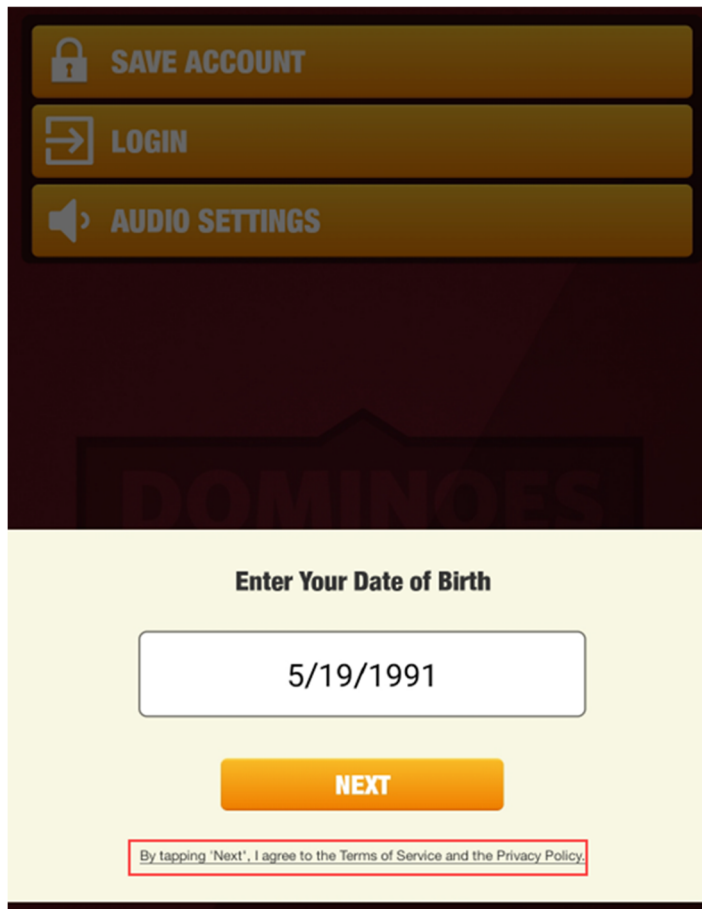 SAVE ACCOUNT
LOGIN
AUDIO SETTINGS
DOMINOES
Enter Your Date of Birth
5/19/1991
NEXT
By tapping 'Next', I agree to the Terms of Service and the Privacy Policy.